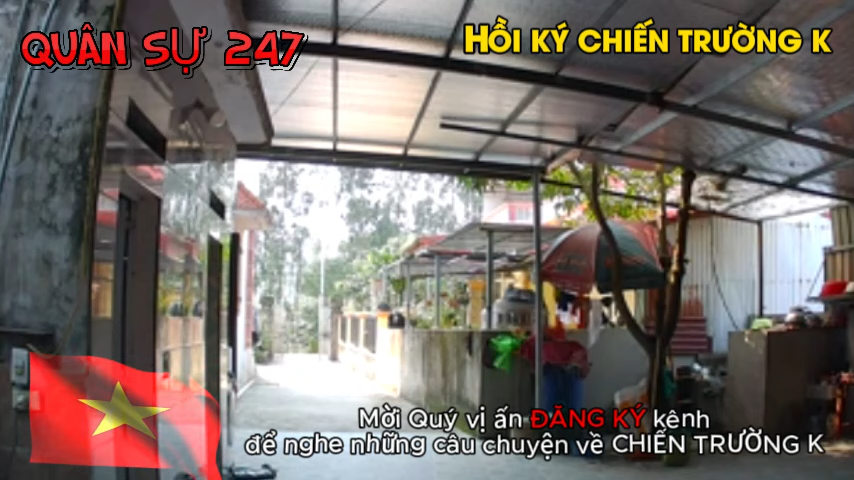 QUÂN SỰ 247
HỒI KÝ CHIẾN TRƯỜNG K
Mời Quý vị ấn ĐĂNG KÝ kênh
để nghe những câu chuyện về CHIẾN TRƯỜNG K